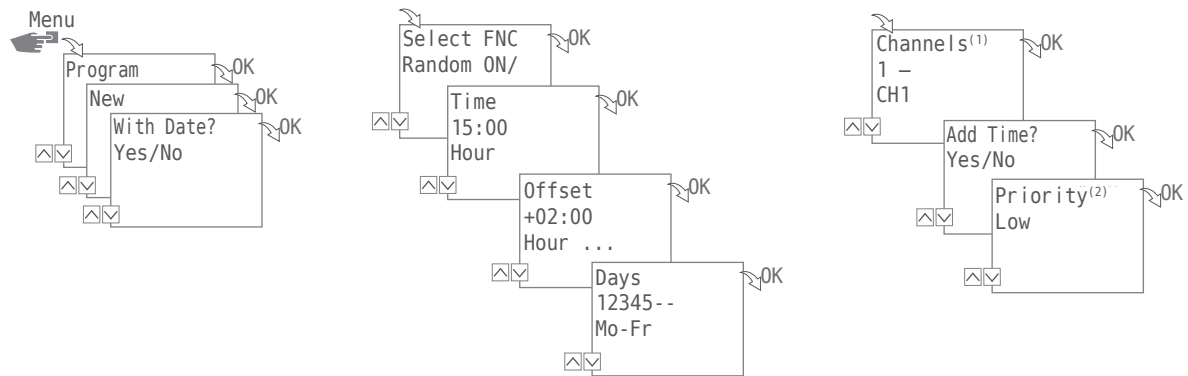 Menu
Program
OK
New
OK
With Date?
Yes/No
OK
Select FNC
Random ON/
OK
Time
15:00
Hour
OK
Offset
+02:00
Hour ...
OK
Days
12345--
Mo-Fr
OK
Channels(1)
1 –
CH1
OK
Add Time?
Yes/No
OK
Priority(2)
Low
OK